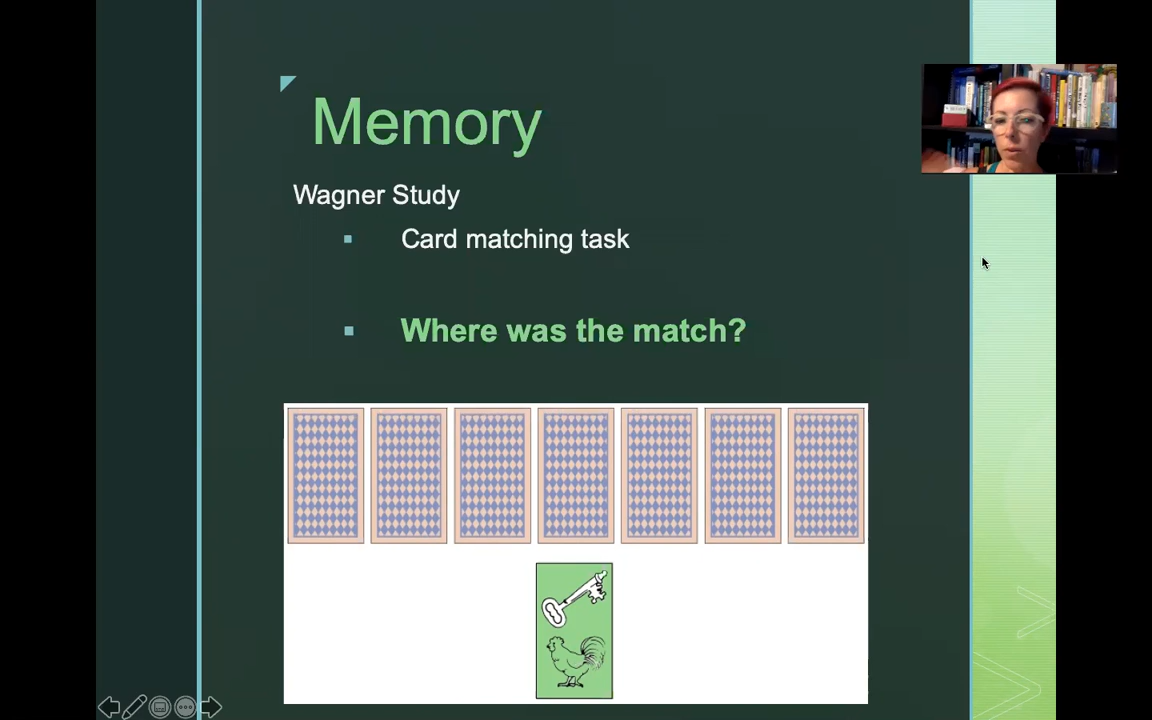 Memory
Wagner Study
Card matching task
Where was the match?